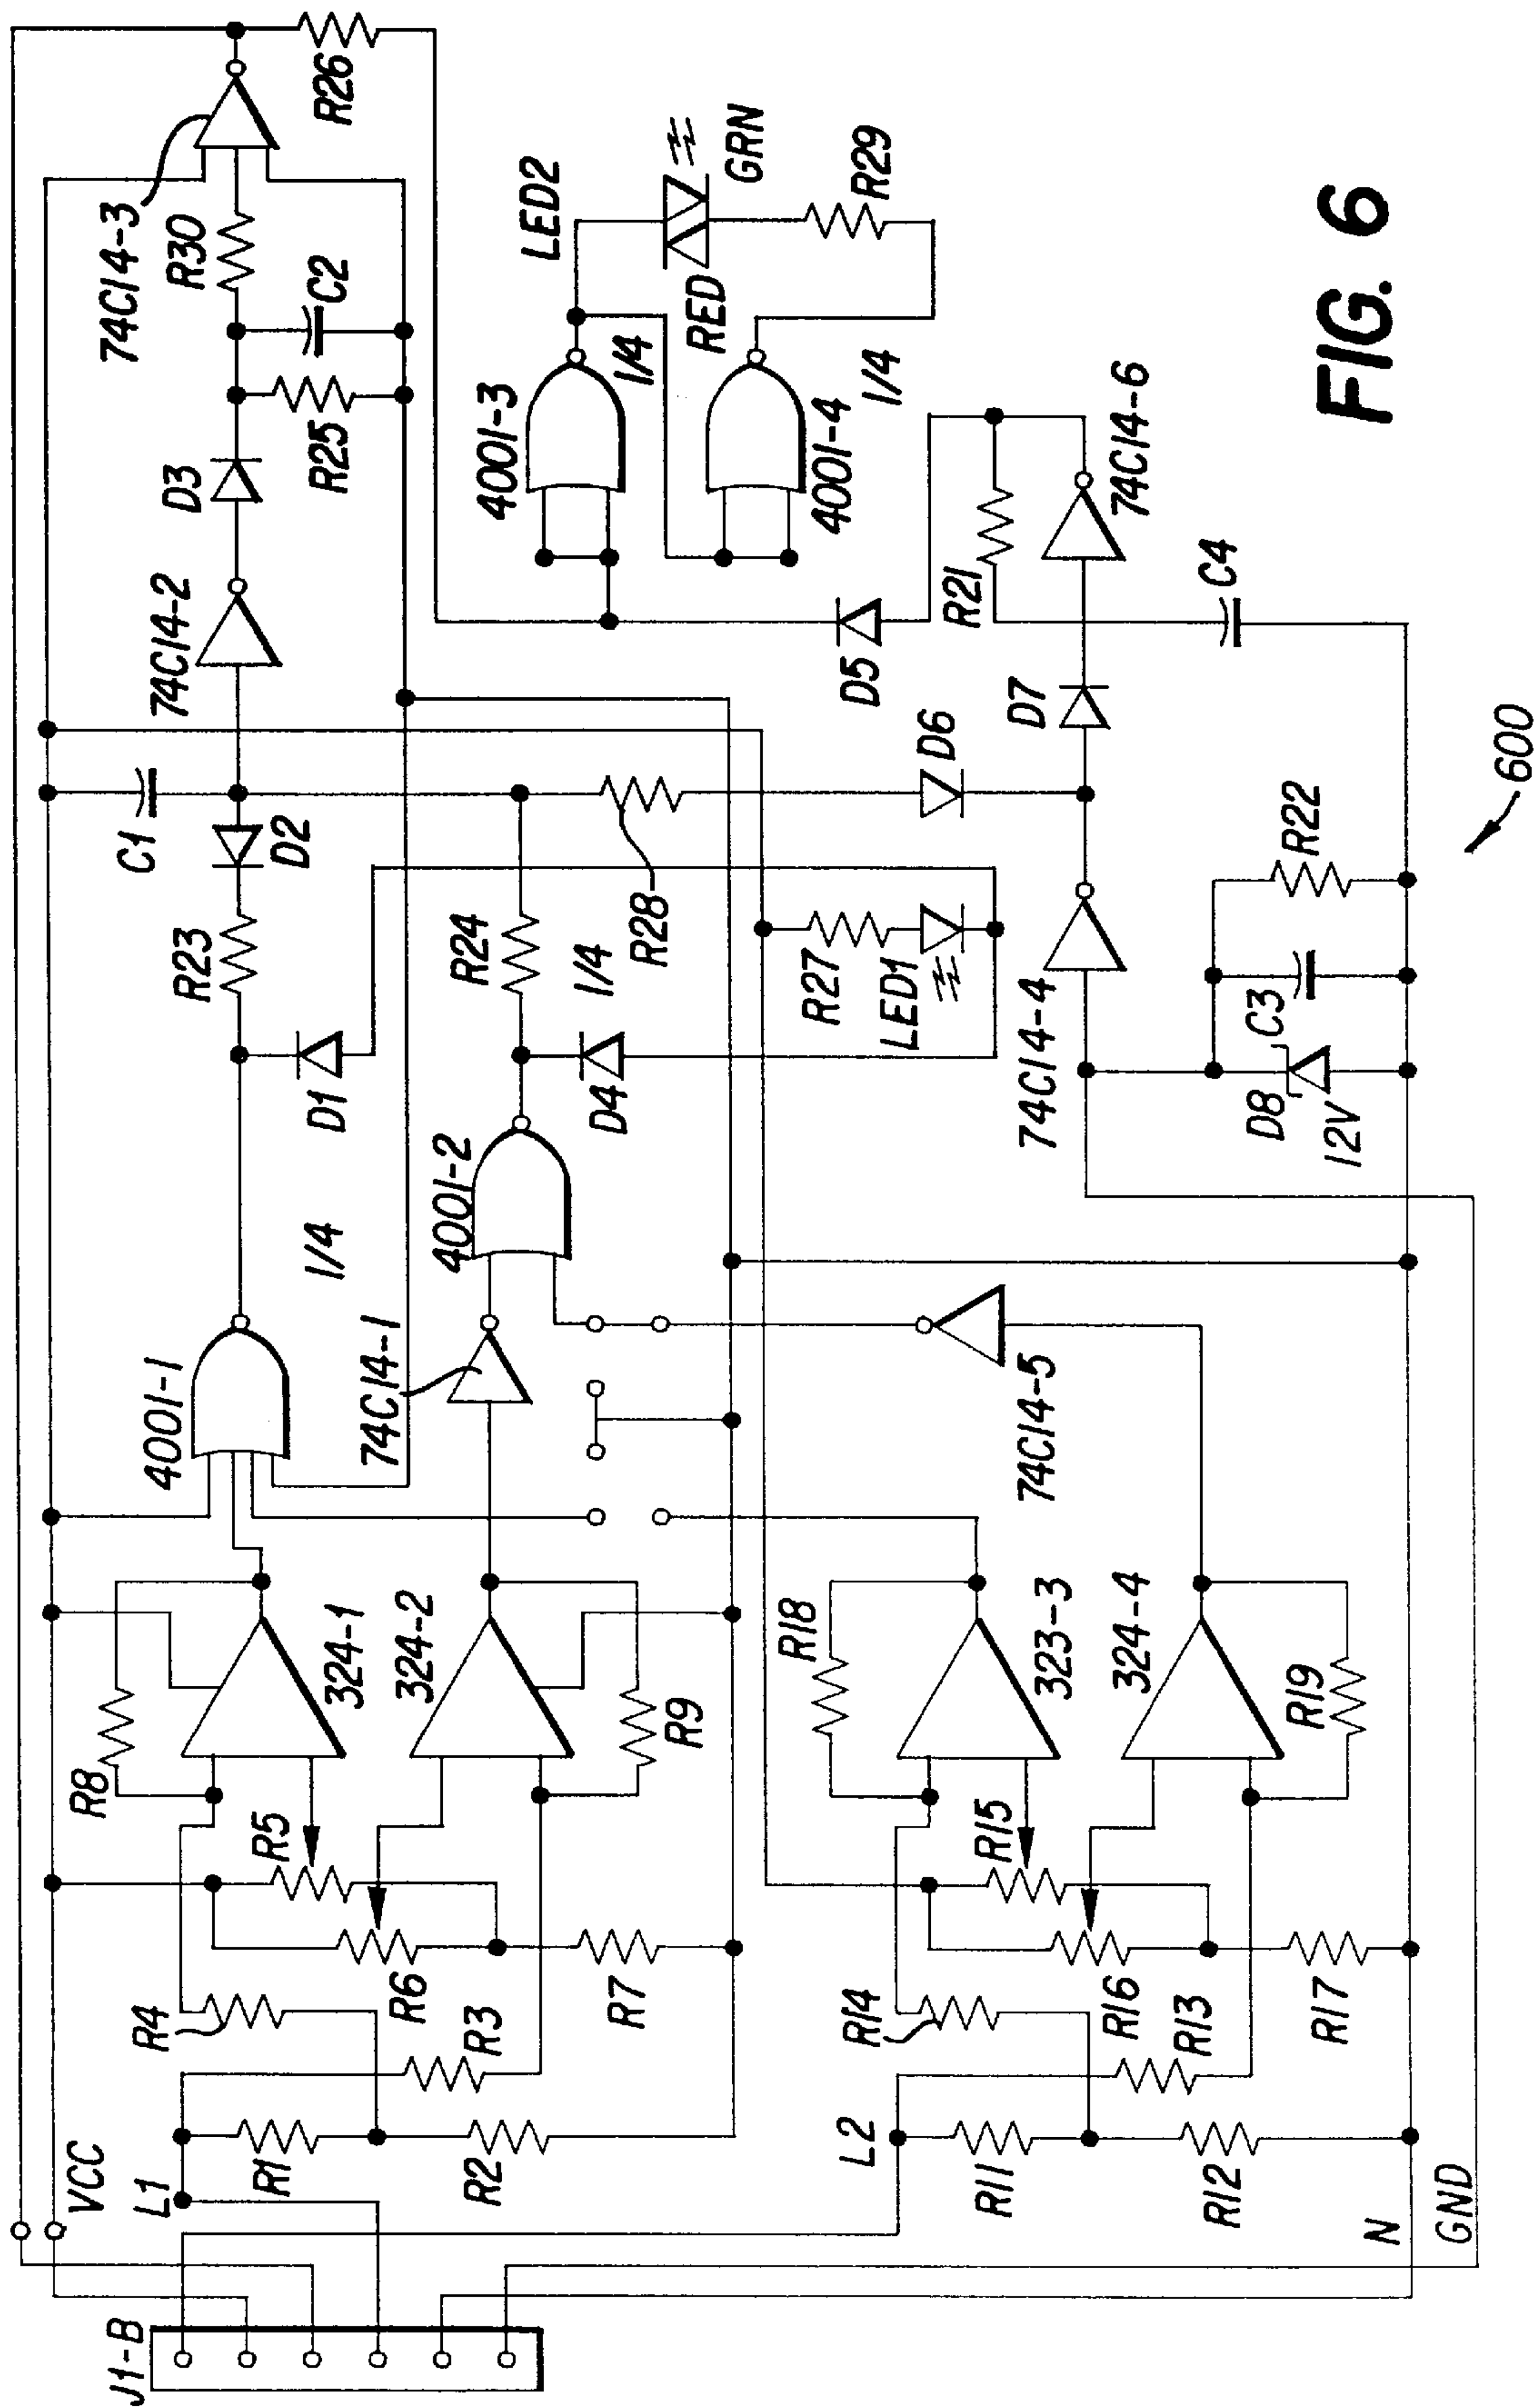 J1-B
VCC
L1
R1
R2
R3
R4
R5
R6
R7
R8
R9
324-1
324-2
4001-1
1/4
74C14-1
4001-2
1/4
R23
D1
D2
C1
R24
D4
R28
74C14-2
D3
R25
C2
R30
74C14-3
R26
LED2
4001-3
1/4
RED
GRN
4001-4
1/4
R29
L2
R11
R12
R13
R14
R15
R16
R17
R18
R19
323-3
324-4
74C14-5
R27
LED1
74C14-4
D8
12V
C3
R22
D6
D7
D5
R21
74C14-6
C4
N
GND
600
FIG. 6